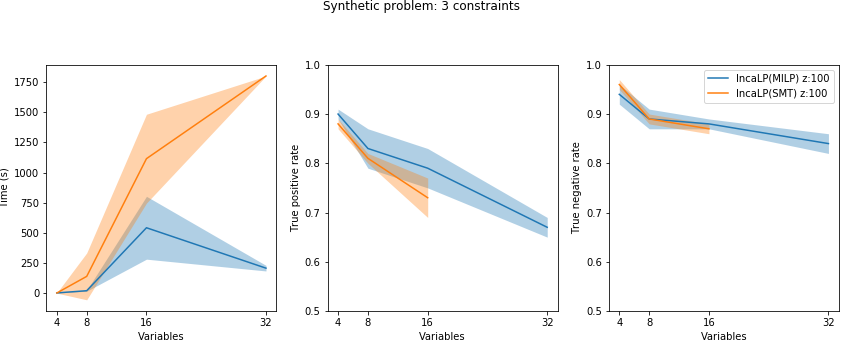 Synthetic problem: 3 constraints
Time (s)
1750
1500
1250
1000
750
500
250
0
4 8 16 32
Variables
True positive rate
1.0
0.9
0.8
0.7
0.6
0.5
4 8 16 32
Variables
True negative rate
1.0
0.9
0.8
0.7
0.6
0.5
4 8 16 32
Variables
IncaLP(MILP) z:100
IncaLP(SMT) z:100